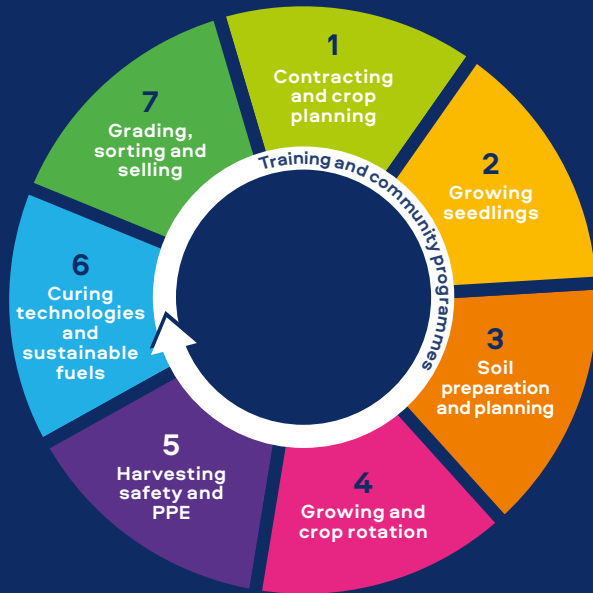 1
Contracting
and crop
planning
2
Growing
seedlings
3
Soil
preparation
and planning
4
Growing and
crop rotation
5
Harvesting
safety and
PPE
6
Curing
technologies
and
sustainable
fuels
7
Grading,
sorting and
selling
Training and community programmes